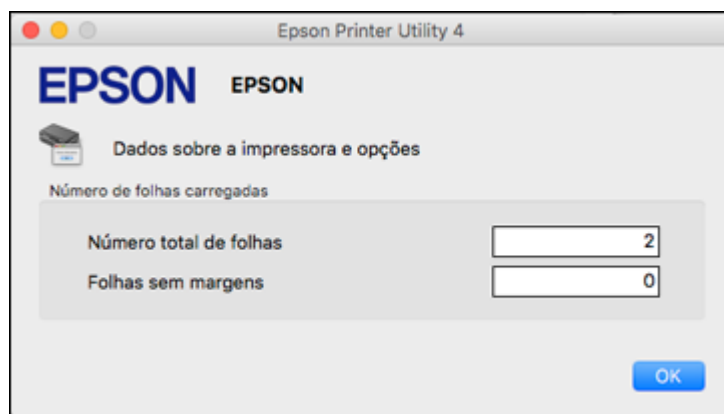 Epson Printer Utility 4
EPSON EPSON
Dados sobre a impressora e opções
Número de folhas carregadas
Número total de folhas 2
Folhas sem margens 0
OK